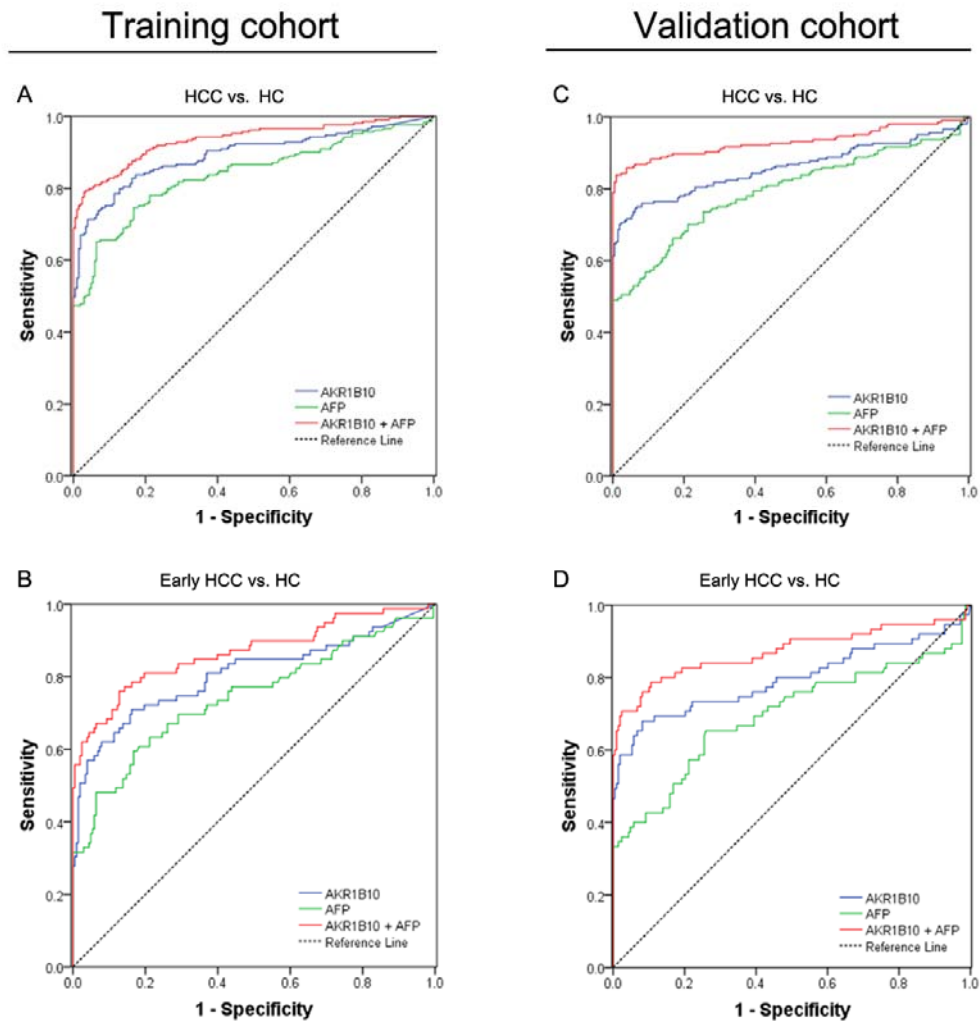 Training cohort
Validation cohort
A
HCC vs. HC
Sensitivity
1.0
0.8
0.6
0.4
0.2
0.0
0.0 0.2 0.4 0.6 0.8 1.0
1 - Specificity
AKR1B10
AFP
AKR1B10 + AFP
Reference Line
C
HCC vs. HC
Sensitivity
1.0
0.8
0.6
0.4
0.2
0.0
0.0 0.2 0.4 0.6 0.8 1.0
1 - Specificity
AKR1B10
AFP
AKR1B10 + AFP
Reference Line
B
Early HCC vs. HC
Sensitivity
1.0
0.8
0.6
0.4
0.2
0.0
0.0 0.2 0.4 0.6 0.8 1.0
1 - Specificity
AKR1B10
AFP
AKR1B10 + AFP
Reference Line
D
Early HCC vs. HC
Sensitivity
1.0
0.8
0.6
0.4
0.2
0.0
0.0 0.2 0.4 0.6 0.8 1.0
1 - Specificity
AKR1B10
AFP
AKR1B10 + AFP
Reference Line